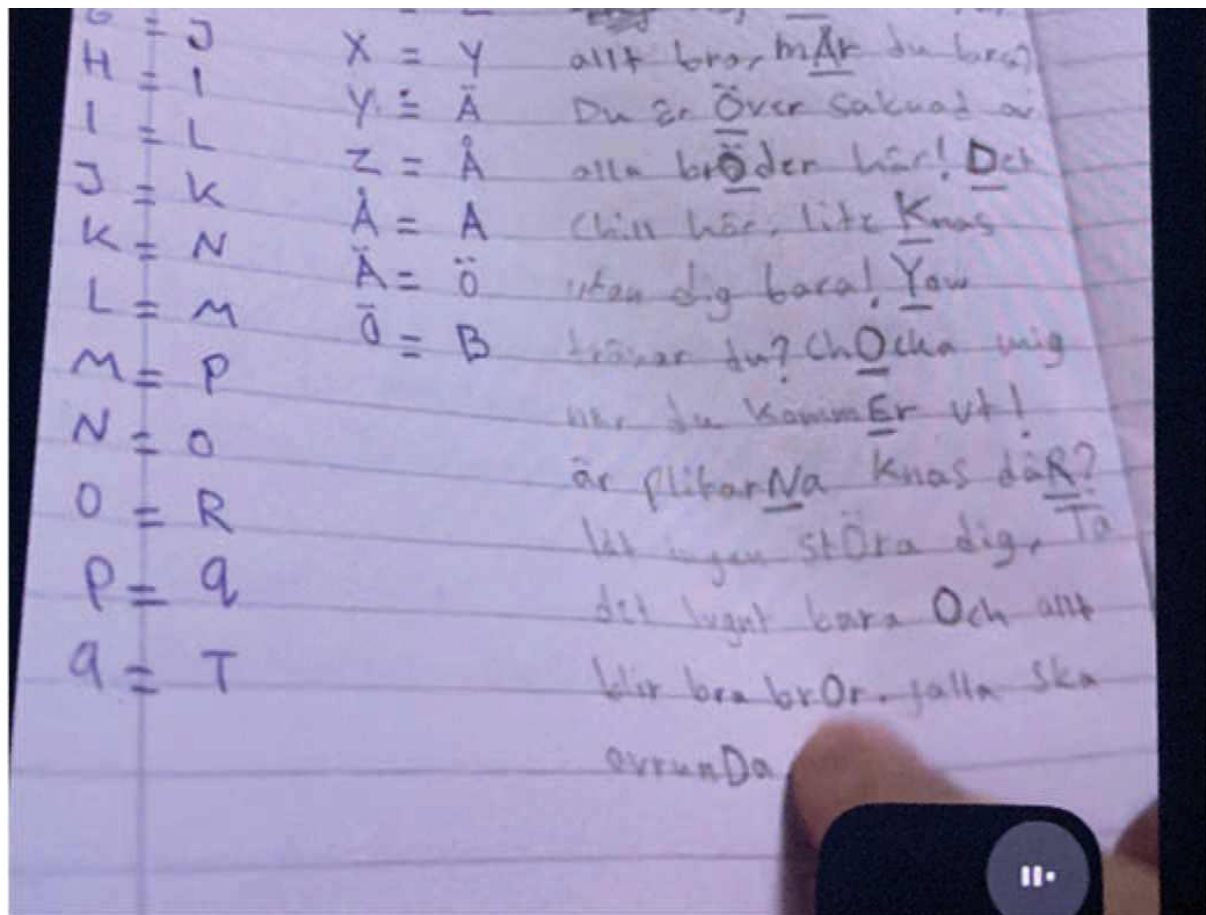 G = J
H = I
I = L
J = K
K = N
L = M
M = P
N = O
O = R
P = q
q = T
X = Y
Y = Ä
Z = Å
Å = A
Ä = Ö
Ö = B
allt bra, mÅr du bra?
Du är Över saknad av
alla brÖder här! Och
Chill här, lite Knas
utan dig bara! Yow
tränar du? ChOcka mig
när du kommEr ut!
är plitarNa knas däR?
låt ingen stÖra dig, Ta
det lugnt bara Och allt
blir bra brOr. jalla ska
avrunDa